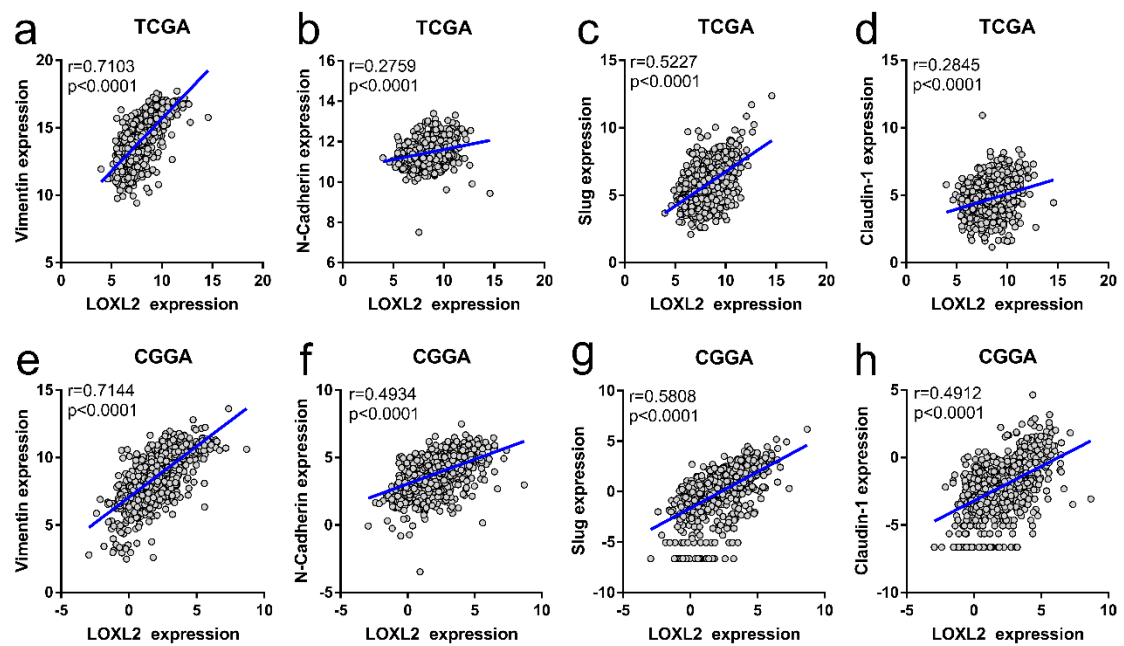 a
TCGA
r=0.7103
p<0.0001
Vimentin expression
20
15
10
5
0
5
10
15
20
LOXL2 expression
b
TCGA
r=0.2759
p<0.0001
N-Cadherin expression
16
14
12
10
8
6
0
5
10
15
20
LOXL2 expression
c
TCGA
r=0.5227
p<0.0001
Slug expression
15
10
5
0
0
5
10
15
20
LOXL2 expression
d
TCGA
r=0.2845
p<0.0001
Claudin-1 expression
15
10
5
0
0
5
10
15
20
LOXL2 expression
e
CGGA
r=0.7144
p<0.0001
Vimentin expression
15
10
5
0
-5
0
5
10
LOXL2 expression
f
CGGA
r=0.4934
p<0.0001
N-Cadherin expression
10
5
0
-5
0
5
10
LOXL2 expression
g
CGGA
r=0.5808
p<0.0001
Slug expression
10
5
0
-5
-10
-5
0
5
10
LOXL2 expression
h
CGGA
r=0.4912
p<0.0001
Claudin-1 expression
5
0
-5
-10
-5
0
5
10
LOXL2 expression